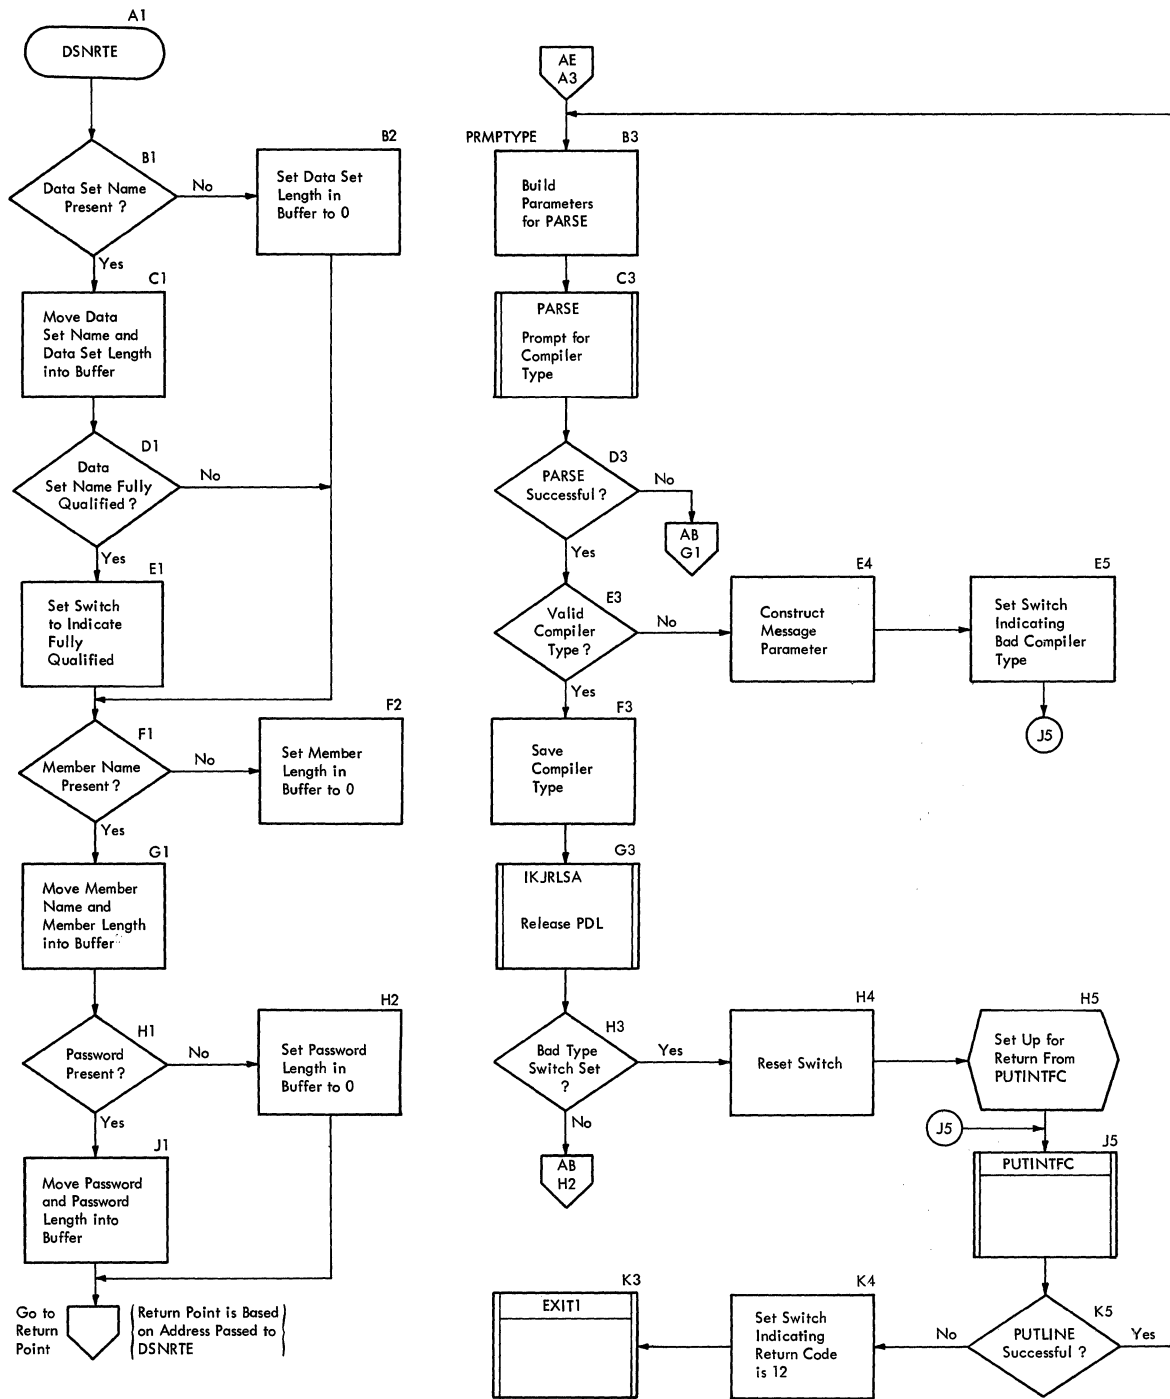 A1
DSNRTE
B1
Data Set Name
Present ?
No
Yes
B2
Set Data Set
Length in
Buffer to 0
C1
Move Data
Set Name and
Data Set Length
into Buffer
D1
Data
Set Name Fully
Qualified ?
No
Yes
E1
Set Switch
to Indicate
Fully
Qualified
F1
Member Name
Present ?
No
Yes
F2
Set Member
Length in
Buffer to 0
G1
Move Member
Name and
Member Length
into Buffer
H1
Password
Present ?
No
Yes
H2
Set Password
Length in
Buffer to 0
J1
Move Password
and Password
Length into
Buffer
Go to
Return
Point
(Return Point is Based
on Address Passed to
DSNRTE)
AE
A3
PRMPTYPE
B3
Build
Parameters
for PARSE
C3
PARSE
Prompt for
Compiler
Type
D3
PARSE
Successful ?
No
Yes
AB
G1
E3
Valid
Compiler
Type ?
No
Yes
E4
Construct
Message
Parameter
E5
Set Switch
Indicating
Bad Compiler
Type
J5
F3
Save
Compiler
Type
G3
IKJRLSA
Release PDL
H3
Bad Type
Switch Set
?
Yes
No
AB
H2
H4
Reset Switch
H5
Set Up for
Return From
PUTINTFC
J5
J5
PUTINTFC
K5
PUTLINE
Successful ?
No
Yes
K4
Set Switch
Indicating
Return Code
is 12
K3
EXIT1